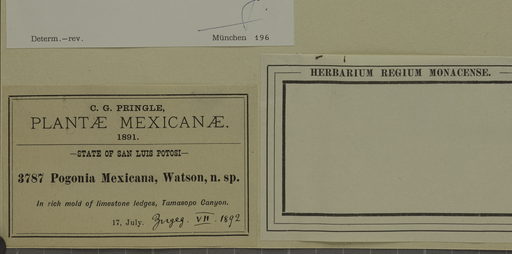 Determ.—rev. München 196
HERBARIUM REGIUM MONACENSE.
C. G. PRINGLE,
PLANTÆ MEXICANÆ.
1891.
—STATE OF SAN LUIS POTOSI—
3787 Pogonia Mexicana, Watson, n. sp.
In rich mold of limestone ledges, Tamasopo Canyon.
17, July. Zugeg. VII. 1892